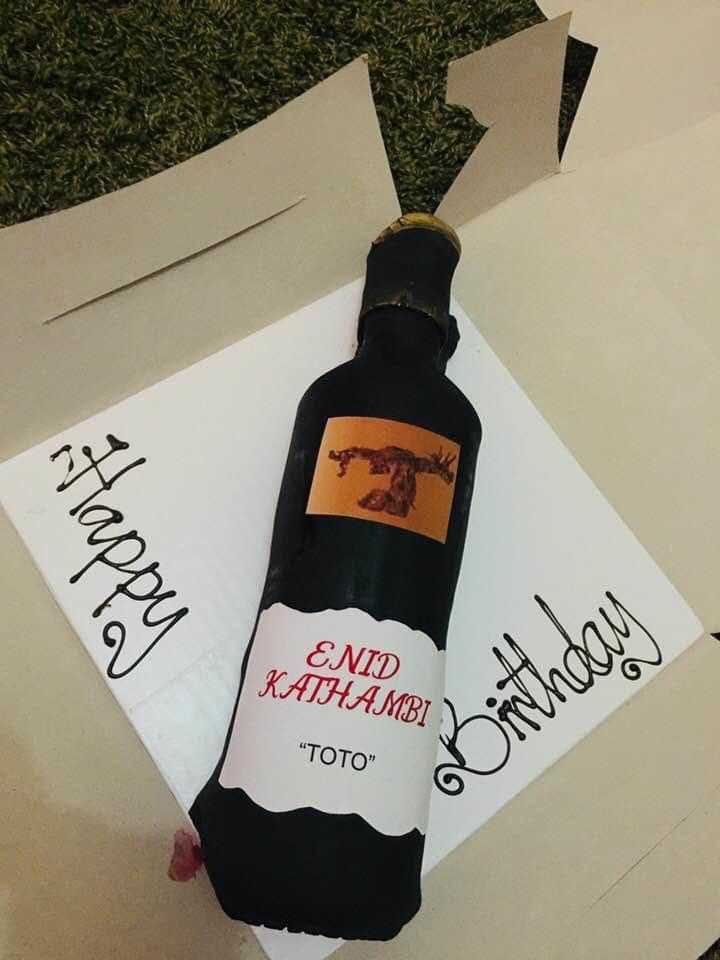 Happy
Birthday
ENID
KATHAMBI
“TOTO”